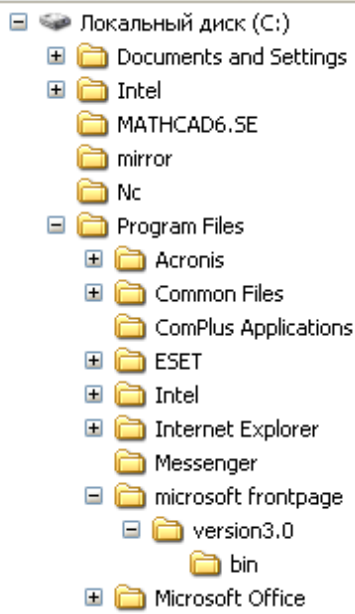 Локальный диск (C:)
Documents and Settings
Intel
MATHCAD6.SE
mirror
Nc
Program Files
Acronis
Common Files
ComPlus Applications
ESET
Intel
Internet Explorer
Messenger
microsoft frontpage
version3.0
bin
Microsoft Office